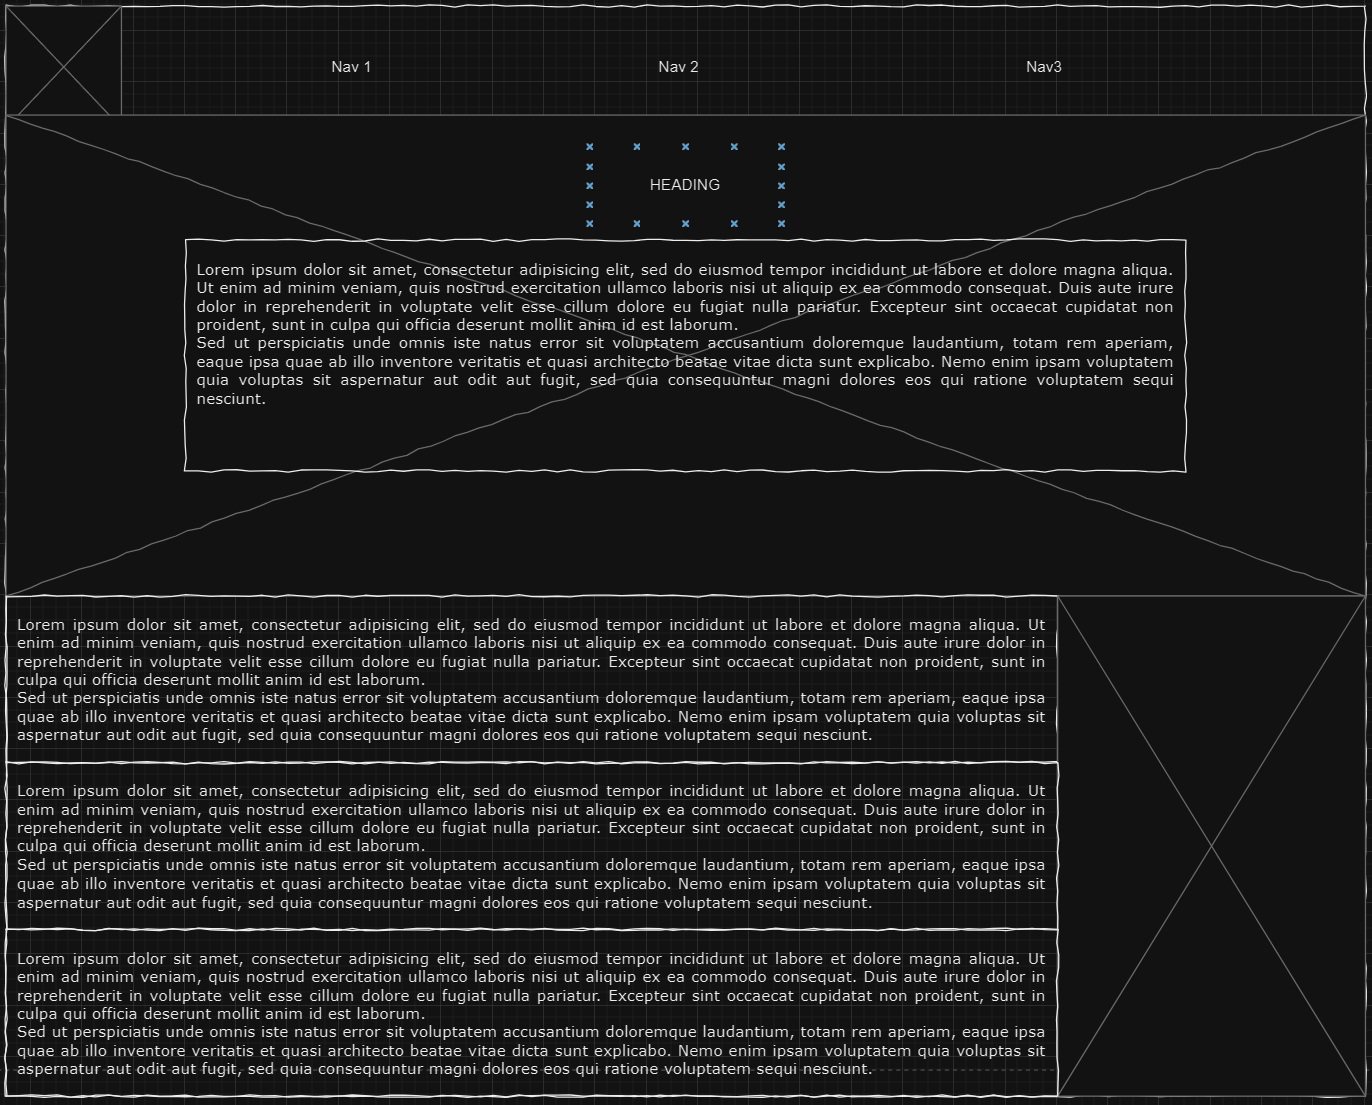 Nav 1
Nav 2
Nav3
HEADING
Lorem ipsum dolor sit amet, consectetur adipisicing elit, sed do eiusmod tempor incididunt ut labore et dolore magna aliqua.
Ut enim ad minim veniam, quis nostrud exercitation ullamco laboris nisi ut aliquip ex ea commodo consequat. Duis aute irure
dolor in reprehenderit in voluptate velit esse cillum dolore eu fugiat nulla pariatur. Excepteur sint occaecat cupidatat non
proident, sunt in culpa qui officia deserunt mollit anim id est laborum.
Sed ut perspiciatis unde omnis iste natus error sit voluptatem accusantium doloremque laudantium, totam rem aperiam,
eaque ipsa quae ab illo inventore veritatis et quasi architecto beatae vitae dicta sunt explicabo. Nemo enim ipsam voluptatem
quia voluptas sit aspernatur aut odit aut fugit, sed quia consequuntur magni dolores eos qui ratione voluptatem sequi
nesciunt.
Lorem ipsum dolor sit amet, consectetur adipisicing elit, sed do eiusmod tempor incididunt ut labore et dolore magna aliqua. Ut
enim ad minim veniam, quis nostrud exercitation ullamco laboris nisi ut aliquip ex ea commodo consequat. Duis aute irure dolor in
reprehenderit in voluptate velit esse cillum dolore eu fugiat nulla pariatur. Excepteur sint occaecat cupidatat non proident, sunt in
culpa qui officia deserunt mollit anim id est laborum.
Sed ut perspiciatis unde omnis iste natus error sit voluptatem accusantium doloremque laudantium, totam rem aperiam, eaque ipsa
quae ab illo inventore veritatis et quasi architecto beatae vitae dicta sunt explicabo. Nemo enim ipsam voluptatem quia voluptas sit
aspernatur aut odit aut fugit, sed quia consequuntur magni dolores eos qui ratione voluptatem sequi nesciunt.
Lorem ipsum dolor sit amet, consectetur adipisicing elit, sed do eiusmod tempor incididunt ut labore et dolore magna aliqua. Ut
enim ad minim veniam, quis nostrud exercitation ullamco laboris nisi ut aliquip ex ea commodo consequat. Duis aute irure dolor in
reprehenderit in voluptate velit esse cillum dolore eu fugiat nulla pariatur. Excepteur sint occaecat cupidatat non proident, sunt in
culpa qui officia deserunt mollit anim id est laborum.
Sed ut perspiciatis unde omnis iste natus error sit voluptatem accusantium doloremque laudantium, totam rem aperiam, eaque ipsa
quae ab illo inventore veritatis et quasi architecto beatae vitae dicta sunt explicabo. Nemo enim ipsam voluptatem quia voluptas sit
aspernatur aut odit aut fugit, sed quia consequuntur magni dolores eos qui ratione voluptatem sequi nesciunt.
Lorem ipsum dolor sit amet, consectetur adipisicing elit, sed do eiusmod tempor incididunt ut labore et dolore magna aliqua. Ut
enim ad minim veniam, quis nostrud exercitation ullamco laboris nisi ut aliquip ex ea commodo consequat. Duis aute irure dolor in
reprehenderit in voluptate velit esse cillum dolore eu fugiat nulla pariatur. Excepteur sint occaecat cupidatat non proident, sunt in
culpa qui officia deserunt mollit anim id est laborum.
Sed ut perspiciatis unde omnis iste natus error sit voluptatem accusantium doloremque laudantium, totam rem aperiam, eaque ipsa
quae ab illo inventore veritatis et quasi architecto beatae vitae dicta sunt explicabo. Nemo enim ipsam voluptatem quia voluptas sit
aspernatur aut odit aut fugit, sed quia consequuntur magni dolores eos qui ratione voluptatem sequi nesciunt.